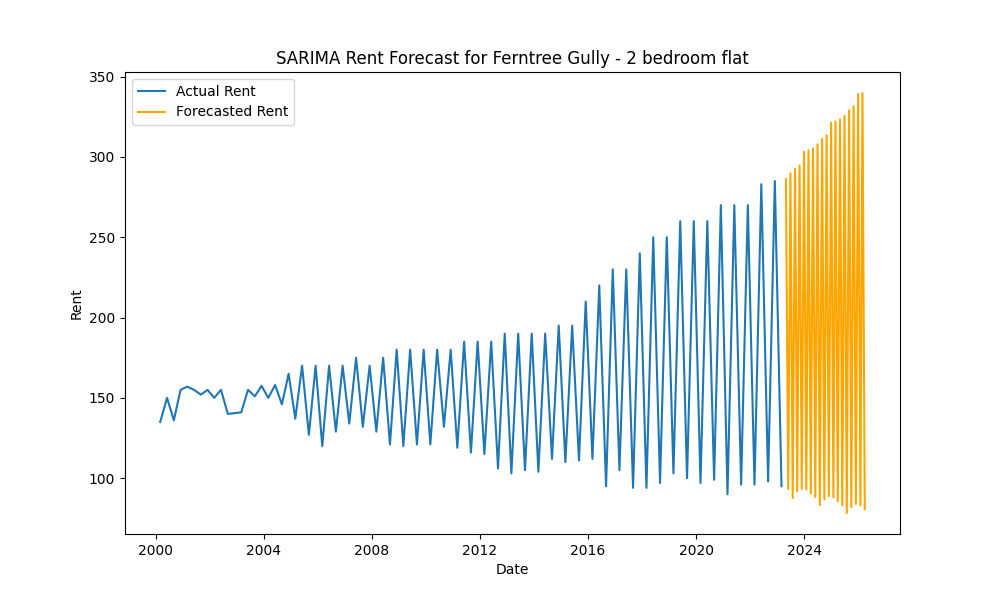 SARIMA Rent Forecast for Ferntree Gully - 2 bedroom flat
Actual Rent
Forecasted Rent
350
300
250
200
150
100
Rent
2000 2004 2008 2012 2016 2020 2024
Date